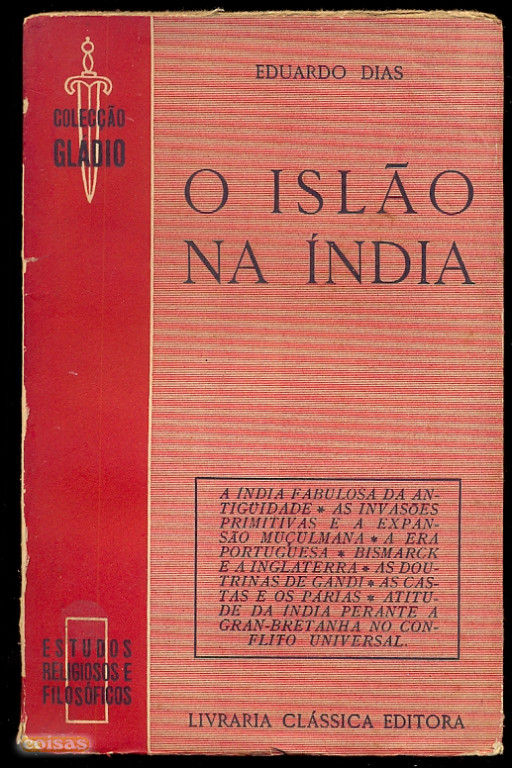 COLECÇÃO
GLÁDIO
EDUARDO DIAS
O ISLÃO
NA ÍNDIA
A ÍNDIA FABULOSA DA AN-
TIGUIDADE * AS INVASÕES
PRIMITIVAS E A EXPAN-
SÃO MUÇULMANA * A ERA
PORTUGUESA * BISMARCK
E A INGLATERRA * AS DOU-
TRINAS DE GANDI * AS CAS-
TAS E OS PÁRIAS * ATITU-
DE DA ÍNDIA PERANTE A
GRAN-BRETANHA NO CON-
FLITO UNIVERSAL.
ESTUDOS
RELIGIOSOS E
FILOSÓFICOS
LIVRARIA CLÁSSICA EDITORA
coisas